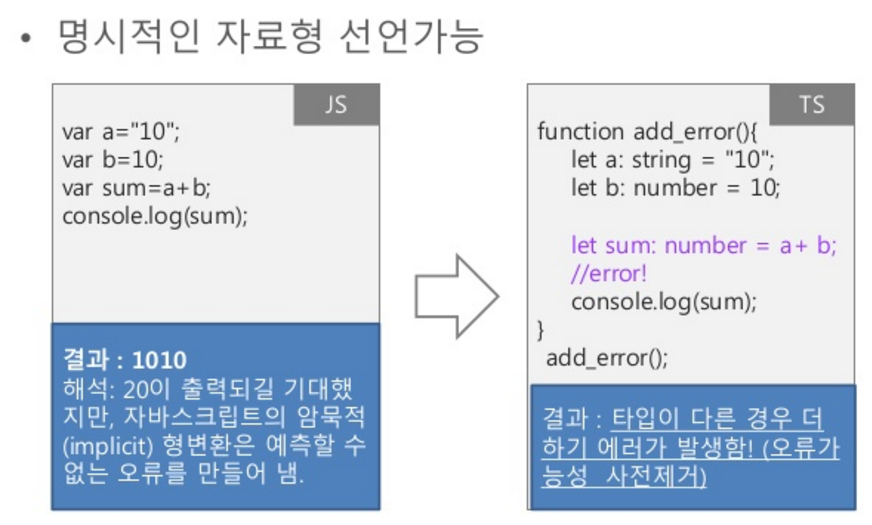 • 명시적인 자료형 선언가능
JS
var a="10";
var b=10;
var sum=a+b;
console.log(sum);
결과 : 1010
해석: 20이 출력되길 기대했
지만, 자바스크립트의 암묵적
(implicit) 형변환은 예측할 수
없는 오류를 만들어 냄.
TS
function add_error(){
let a: string = "10";
let b: number = 10;
let sum: number = a+ b;
//error!
console.log(sum);
}
add_error();
결과 : 타입이 다른 경우 더
하기 에러가 발생함! (오류가
능성 사전제거)